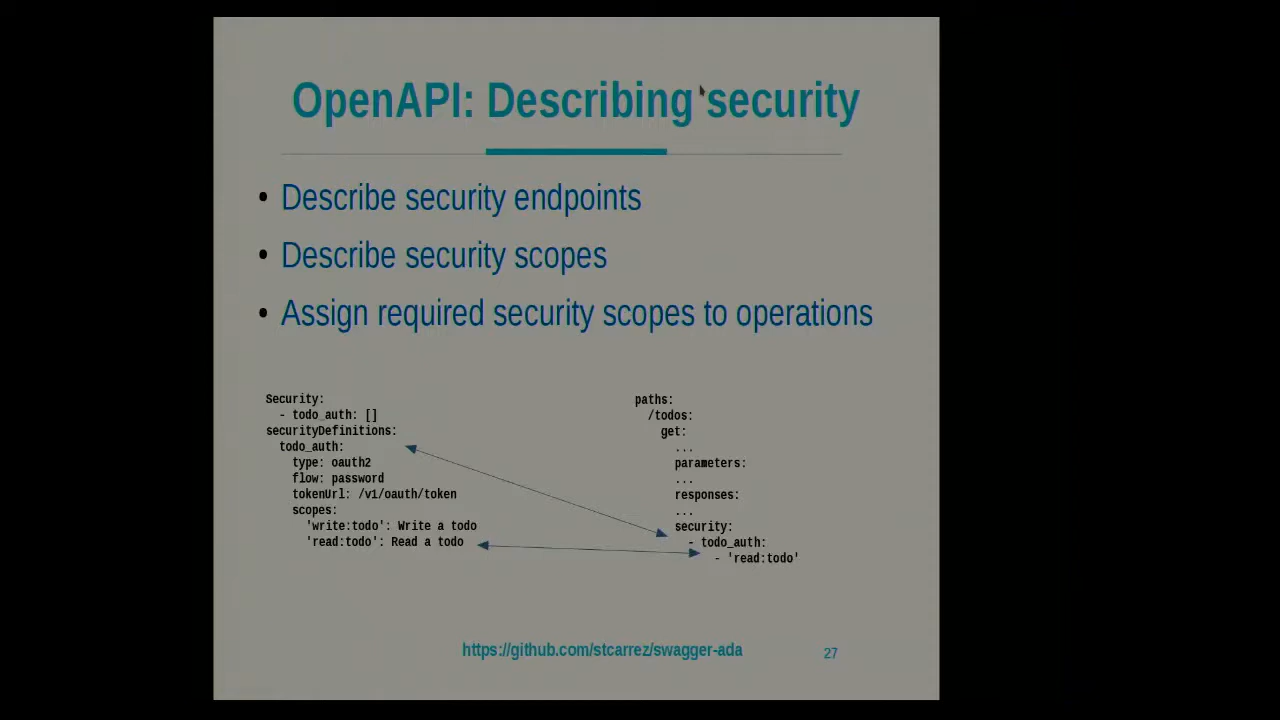 OpenAPI: Describing security
• Describe security endpoints
• Describe security scopes
• Assign required security scopes to operations
Security:
- todo_auth: []
securityDefinitions:
todo_auth:
type: oauth2
flow: password
tokenUrl: /v1/oauth/token
scopes:
'write:todo': Write a todo
'read:todo': Read a todo
paths:
/todos:
get:
...
parameters:
...
responses:
...
security:
- todo_auth:
- 'read:todo'
https://github.com/stcarrez/swagger-ada
27